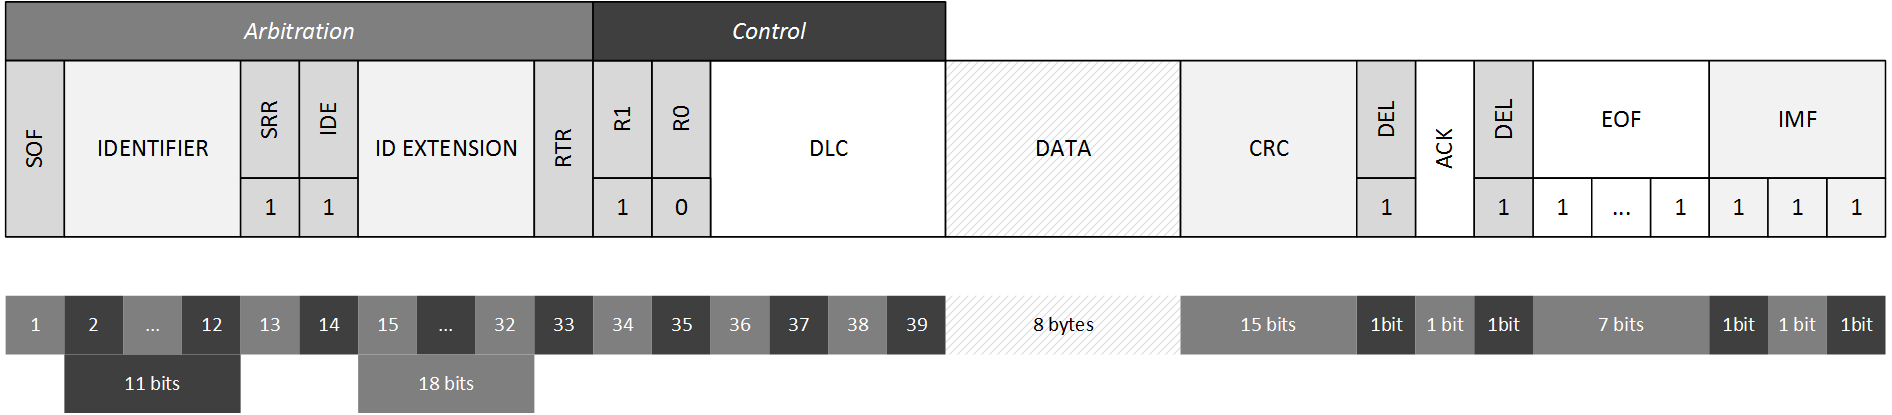 Arbitration Control
SOF IDENTIFIER SRR IDE ID EXTENSION RTR R1 R0 DLC DATA CRC DEL ACK DEL EOF IMF
1 1 1 0 1 1 1 ... 1 1 1 1
1 2 ... 12 13 14 15 ... 32 33 34 35 36 37 38 39 8 bytes 15 bits 1bit 1 bit 1bit 7 bits 1bit 1 bit 1bit
11 bits 18 bits